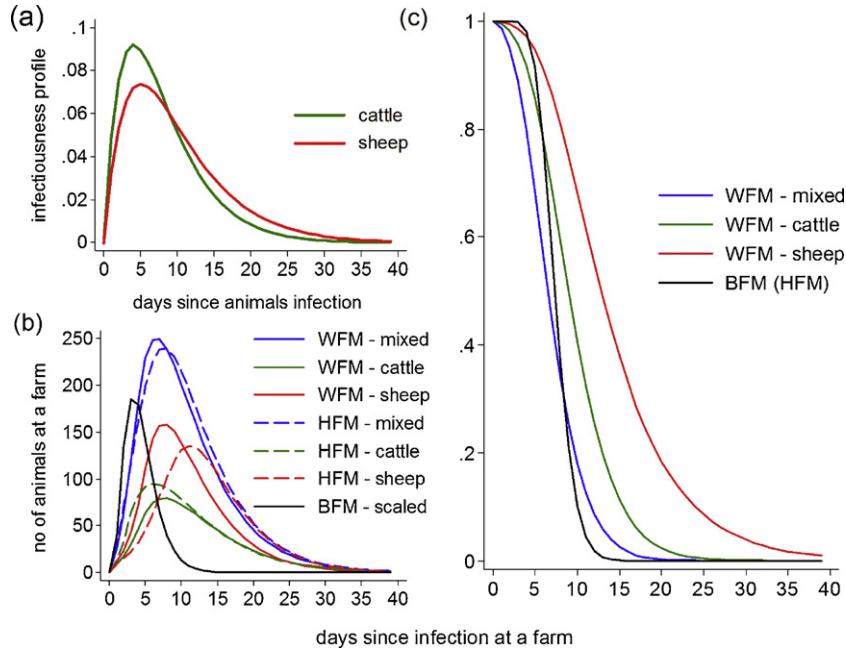 (a)
infectiousness profile
.1
.08
.06
.04
.02
0
cattle
sheep
0 5 10 15 20 25 30 35 40
days since animals infection
(b)
no of animals at a farm
250
200
150
100
50
0
WFM - mixed
WFM - cattle
WFM - sheep
HFM - mixed
HFM - cattle
HFM - sheep
BFM - scaled
0 5 10 15 20 25 30 35 40
(c)
1
.8
.6
.4
.2
0
WFM - mixed
WFM - cattle
WFM - sheep
BFM (HFM)
0 5 10 15 20 25 30 35 40
days since infection at a farm